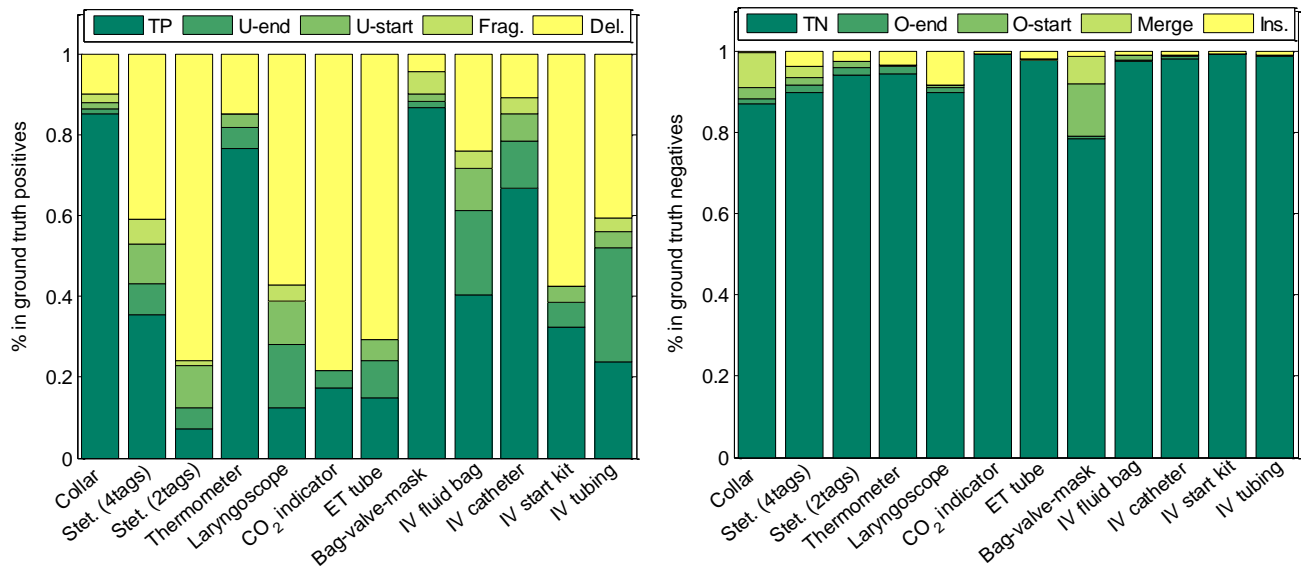 TP U-end U-start Frag. Del.
1
0.8
0.6
0.4
0.2
0
% in ground truth positives
Collar
Stet. (4tags)
Stet. (2tags)
Thermometer
Laryngoscope
CO2 indicator
ET tube
Bag-valve-mask
IV fluid bag
IV catheter
IV start kit
IV tubing
TN O-end O-start Merge Ins.
1
0.8
0.6
0.4
0.2
0
% in ground truth negatives
Collar
Stet. (4tags)
Stet. (2tags)
Thermometer
Laryngoscope
CO2 indicator
ET tube
Bag-valve-mask
IV fluid bag
IV catheter
IV start kit
IV tubing